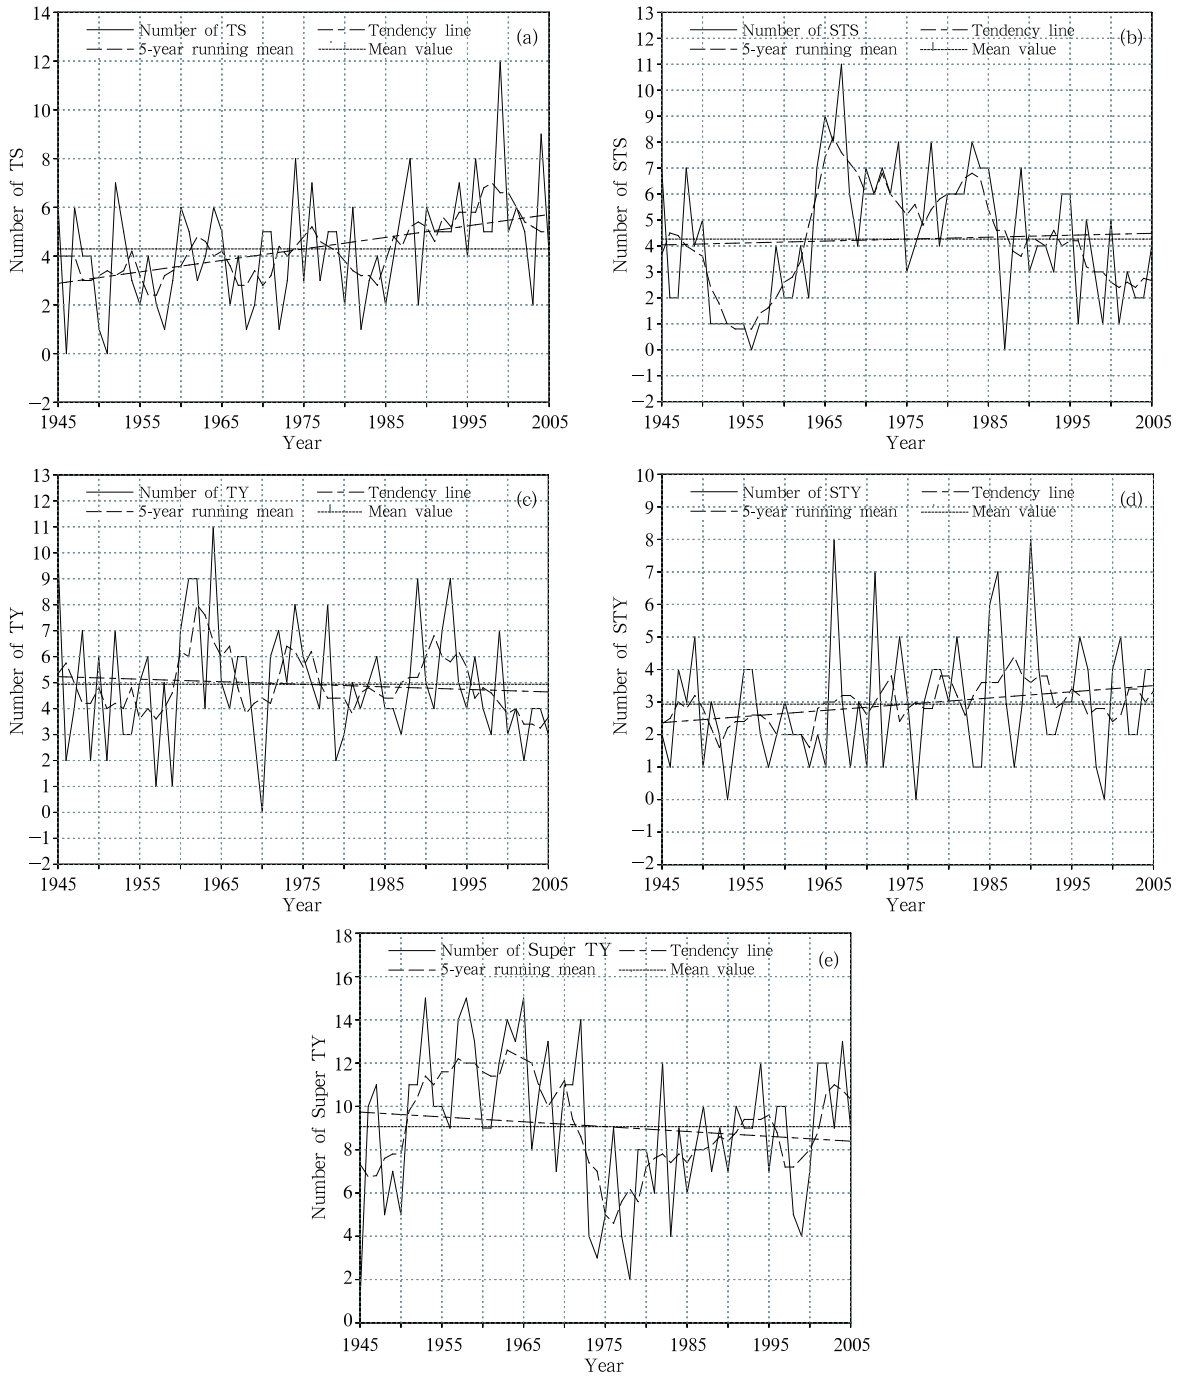 14
12
10
8
6
4
2
0
−2
Number of TS
Number of TS
Tendency line
5-year running mean
Mean value
(a)
1945 1955 1965 1975 1985 1995 2005
Year
13
12
11
10
9
8
7
6
5
4
3
2
1
0
−1
−2
Number of STS
Number of STS
Tendency line
5-year running mean
Mean value
(b)
1945 1955 1965 1975 1985 1995 2005
Year
13
12
11
10
9
8
7
6
5
4
3
2
1
0
−1
−2
Number of TY
Number of TY
Tendency line
5-year running mean
Mean value
(c)
1945 1955 1965 1975 1985 1995 2005
Year
10
9
8
7
6
5
4
3
2
1
0
−1
−2
Number of STY
Number of STY
Tendency line
5-year running mean
Mean value
(d)
1945 1955 1965 1975 1985 1995 2005
Year
18
16
14
12
10
8
6
4
2
0
Number of Super TY
Number of Super TY
Tendency line
5-year running mean
Mean value
(e)
1945 1955 1965 1975 1985 1995 2005
Year